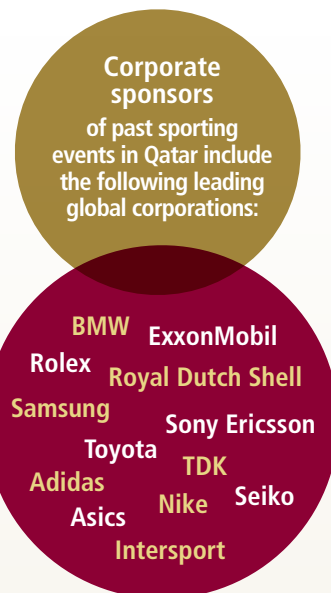 Corporate
sponsors
of past sporting
events in Qatar include
the following leading
global corporations:
BMW ExxonMobil
Rolex Royal Dutch Shell
Samsung Sony Ericsson
Toyota TDK
Adidas Nike Seiko
Asics
Intersport